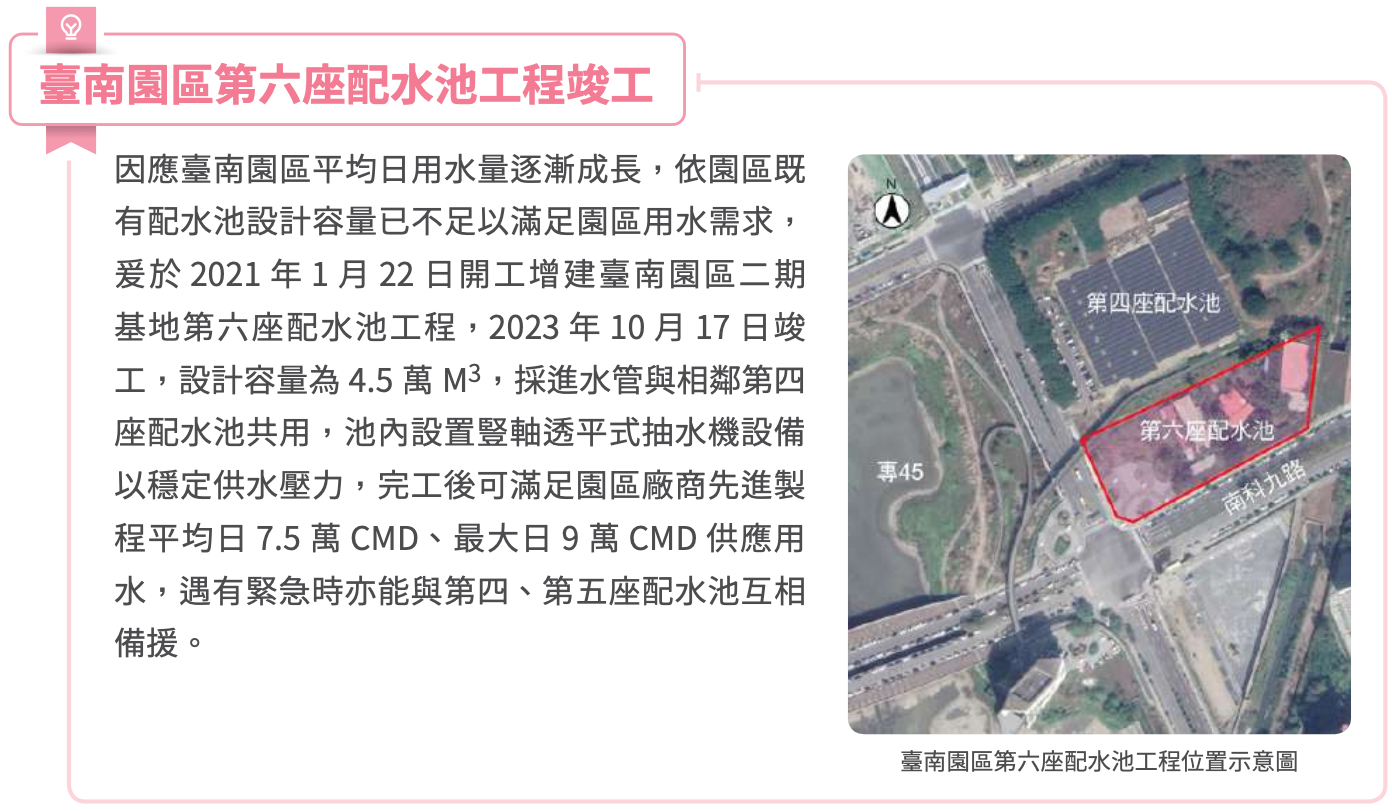 臺南園區第六座配水池工程竣工
因應臺南園區平均日用水量逐漸成長，依園區既
有配水池設計容量已不足以滿足園區用水需求，
爰於 2021 年 1 月 22 日開工增建臺南園區二期
基地第六座配水池工程，2023 年 10 月 17 日竣
工，設計容量為 4.5 萬 M³，採進水管與相鄰第四
座配水池共用，池內設置豎軸透平式抽水機設備
以穩定供水壓力，完工後可滿足園區廠商先進製
程平均日 7.5 萬 CMD、最大日 9 萬 CMD 供應用
水，遇有緊急時亦能與第四、第五座配水池互相
備援。
N
第四座配水池
第六座配水池
專45
南科九路
臺南園區第六座配水池工程位置示意圖